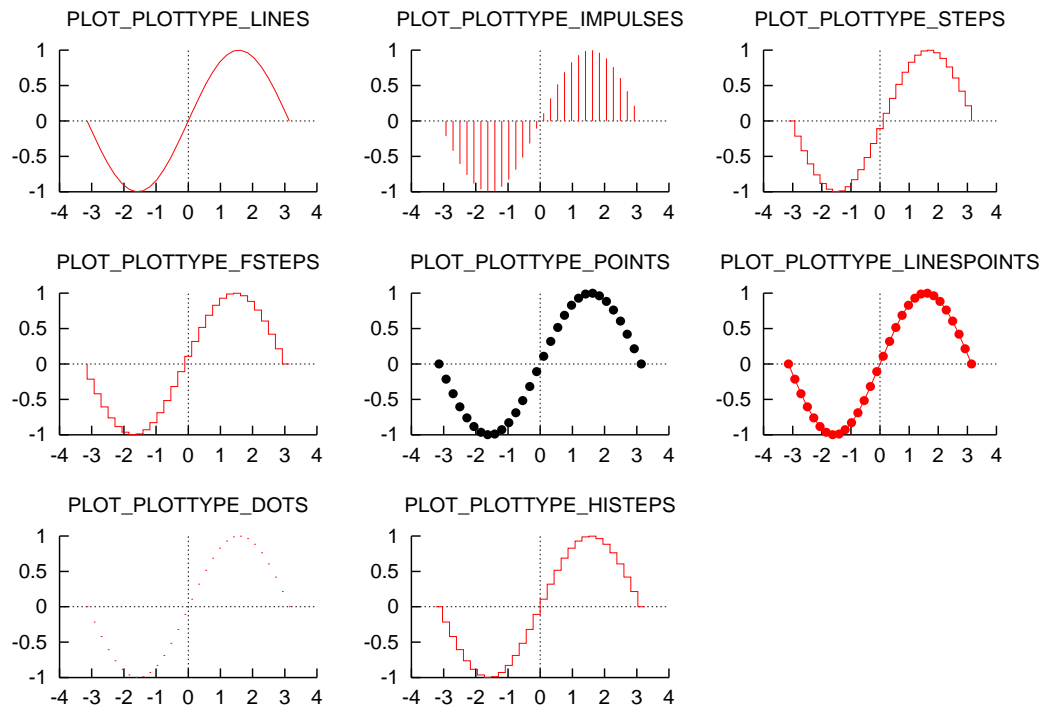 PLOT_PLOTTYPE_LINES PLOT_PLOTTYPE_IMPULSES PLOT_PLOTTYPE_STEPS
1 1 1
0.5 0.5 0.5
0 0 0
-0.5 -0.5 -0.5
-1 -1 -1
-4 -3 -2 -1 0 1 2 3 4 -4 -3 -2 -1 0 1 2 3 4 -4 -3 -2 -1 0 1 2 3 4
PLOT_PLOTTYPE_FSTEPS PLOT_PLOTTYPE_POINTS PLOT_PLOTTYPE_LINESPOINTS
1 1 1
0.5 0.5 0.5
0 0 0
-0.5 -0.5 -0.5
-1 -1 -1
-4 -3 -2 -1 0 1 2 3 4 -4 -3 -2 -1 0 1 2 3 4 -4 -3 -2 -1 0 1 2 3 4
PLOT_PLOTTYPE_DOTS PLOT_PLOTTYPE_HISTEPS
1 1
0.5 0.5
0 0
-0.5 -0.5
-1 -1
-4 -3 -2 -1 0 1 2 3 4 -4 -3 -2 -1 0 1 2 3 4